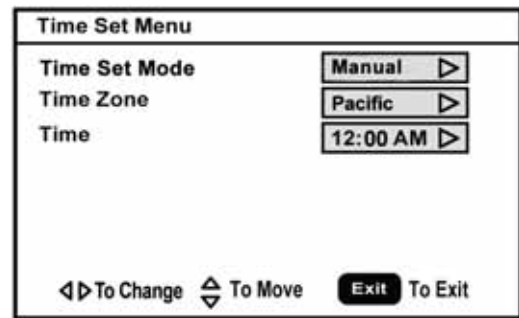 Time Set Menu
Time Set Mode Manual
Time Zone Pacific
Time 12:00 AM
To Change To Move Exit To Exit